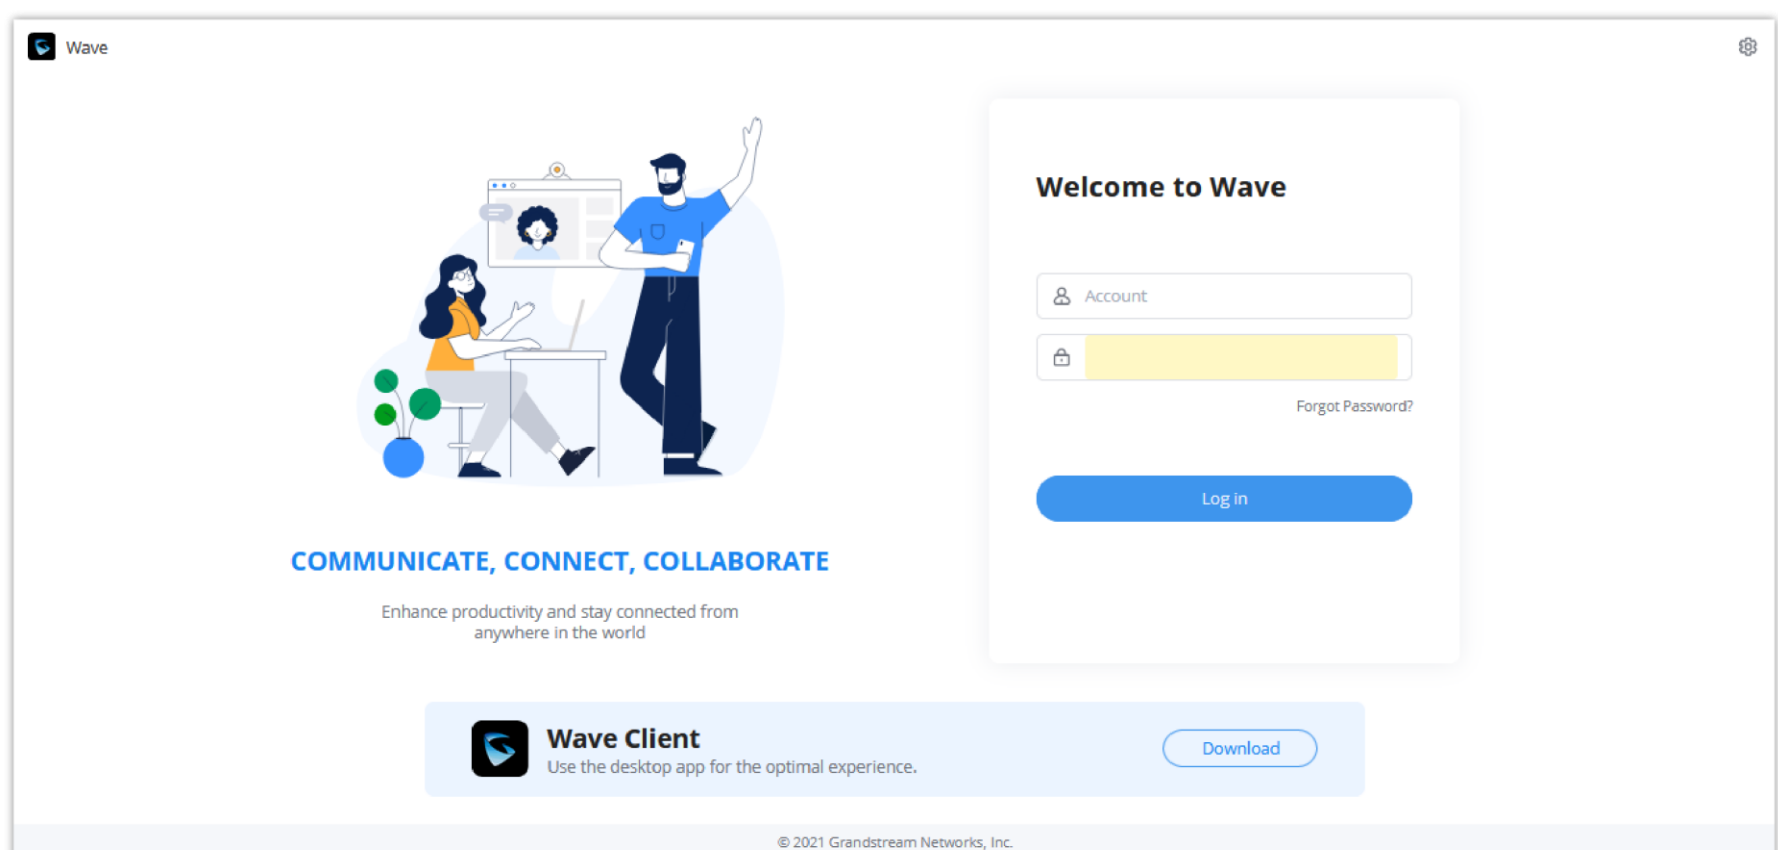 Wave
Welcome to Wave
Account
Forgot Password?
Log in
COMMUNICATE, CONNECT, COLLABORATE
Enhance productivity and stay connected from
anywhere in the world
Wave Client
Use the desktop app for the optimal experience.
Download
© 2021 Grandstream Networks, Inc.